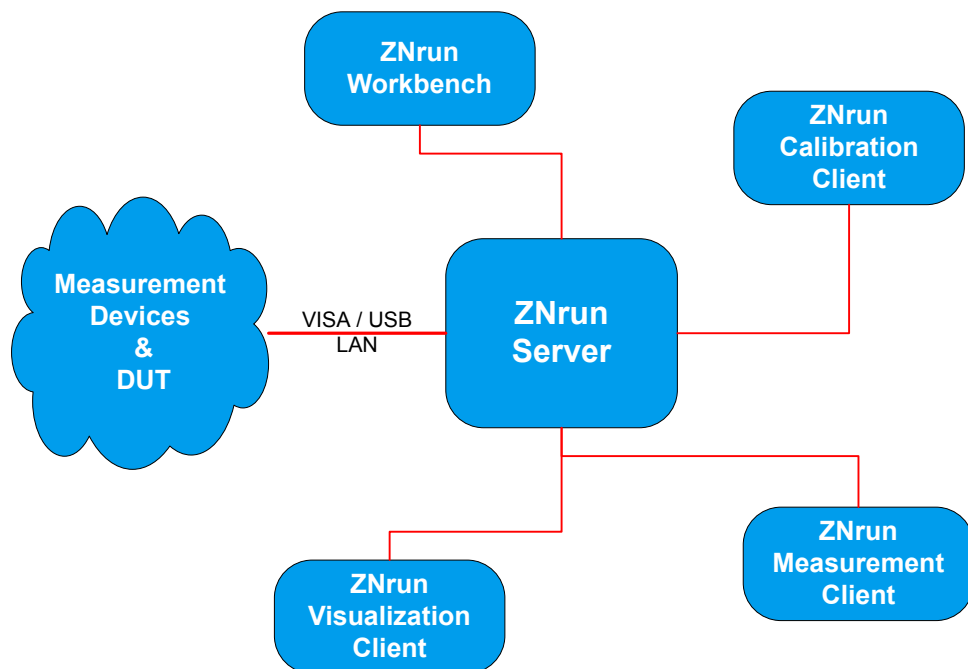 ZNrun
Workbench
ZNrun
Calibration
Client
Measurement
Devices
&
DUT
VISA / USB
LAN
ZNrun
Server
ZNrun
Visualization
Client
ZNrun
Measurement
Client